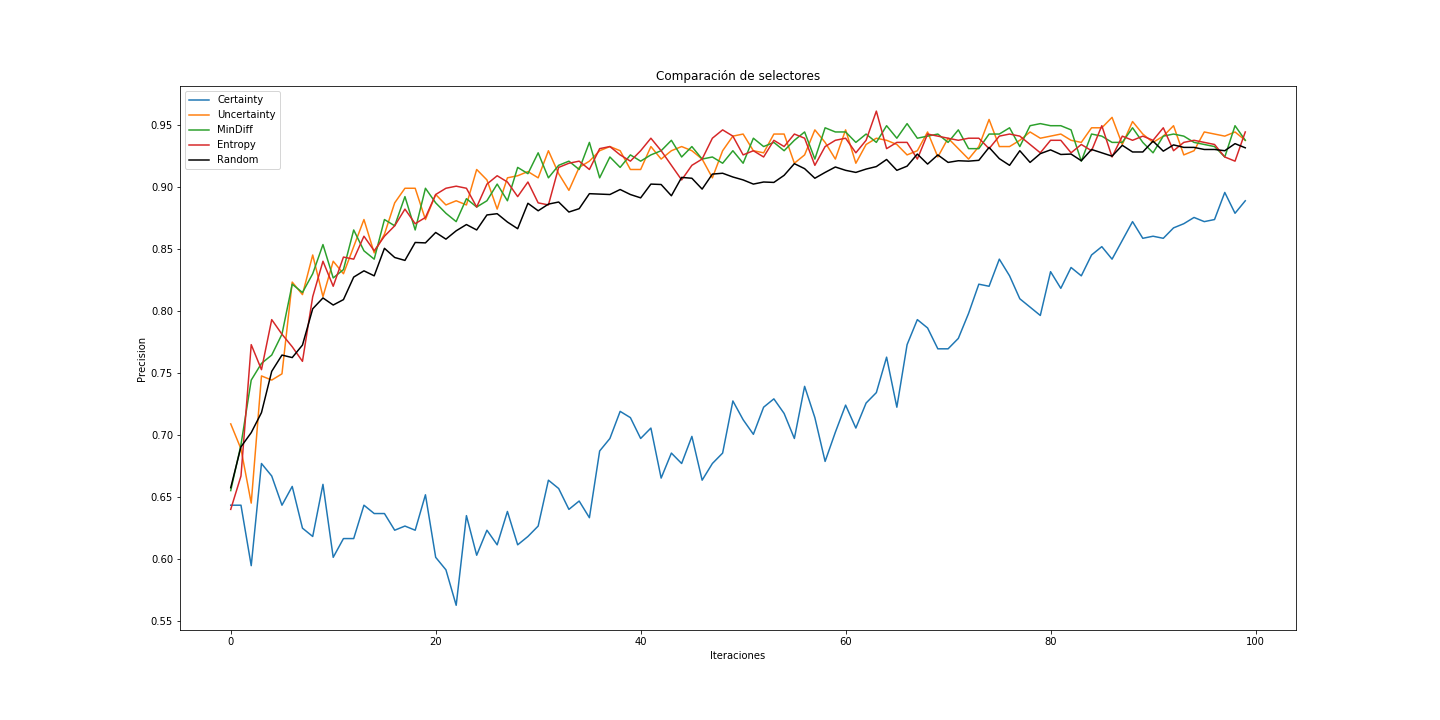 Comparación de selectores
Certainty
Uncertainty
MinDiff
Entropy
Random
Precision
0.95
0.90
0.85
0.80
0.75
0.70
0.65
0.60
0.55
0
20
40
60
80
100
Iteraciones